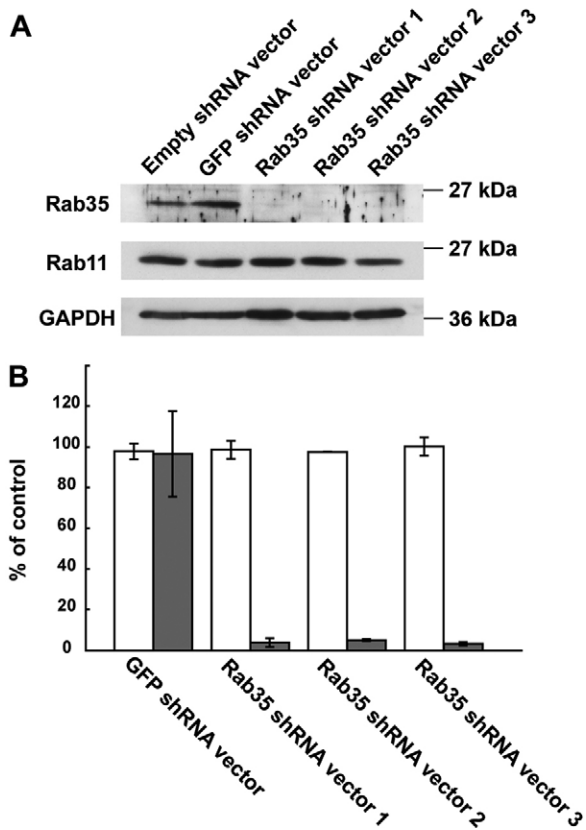 A
Empty shRNA vector
GFP shRNA vector
Rab35 shRNA vector 1
Rab35 shRNA vector 2
Rab35 shRNA vector 3
Rab35
27 kDa
Rab11
27 kDa
GAPDH
36 kDa
B
% of control
120
100
80
60
40
20
0
GFP shRNA vector
Rab35 shRNA vector 1
Rab35 shRNA vector 2
Rab35 shRNA vector 3